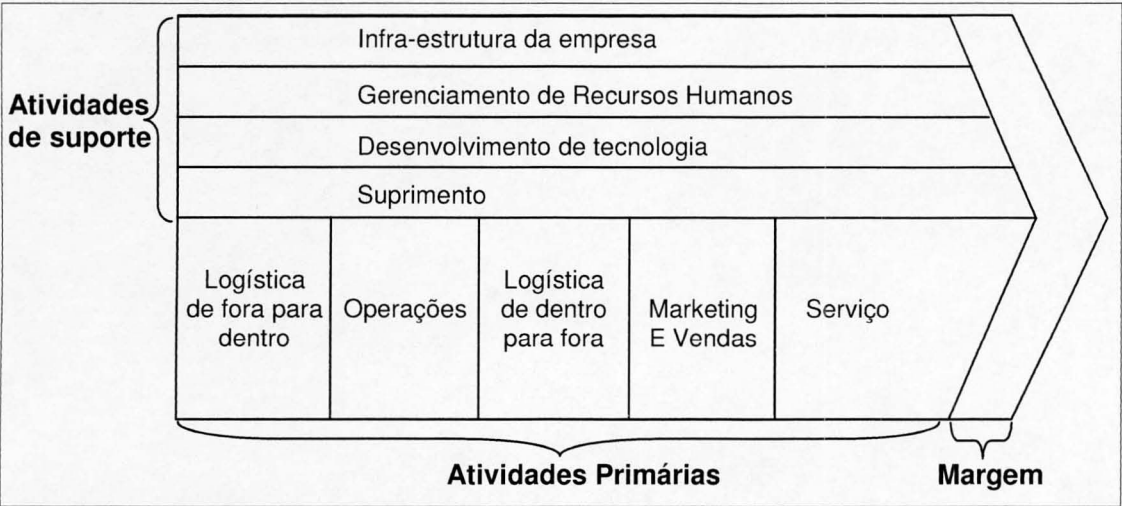 Infra-estrutura da empresa
Gerenciamento de Recursos Humanos
Atividades
de suporte
Desenvolvimento de tecnologia
Suprimento
Logística
de fora para
dentro
Operações
Logística
de dentro
para fora
Marketing
E Vendas
Serviço
Atividades Primárias
Margem